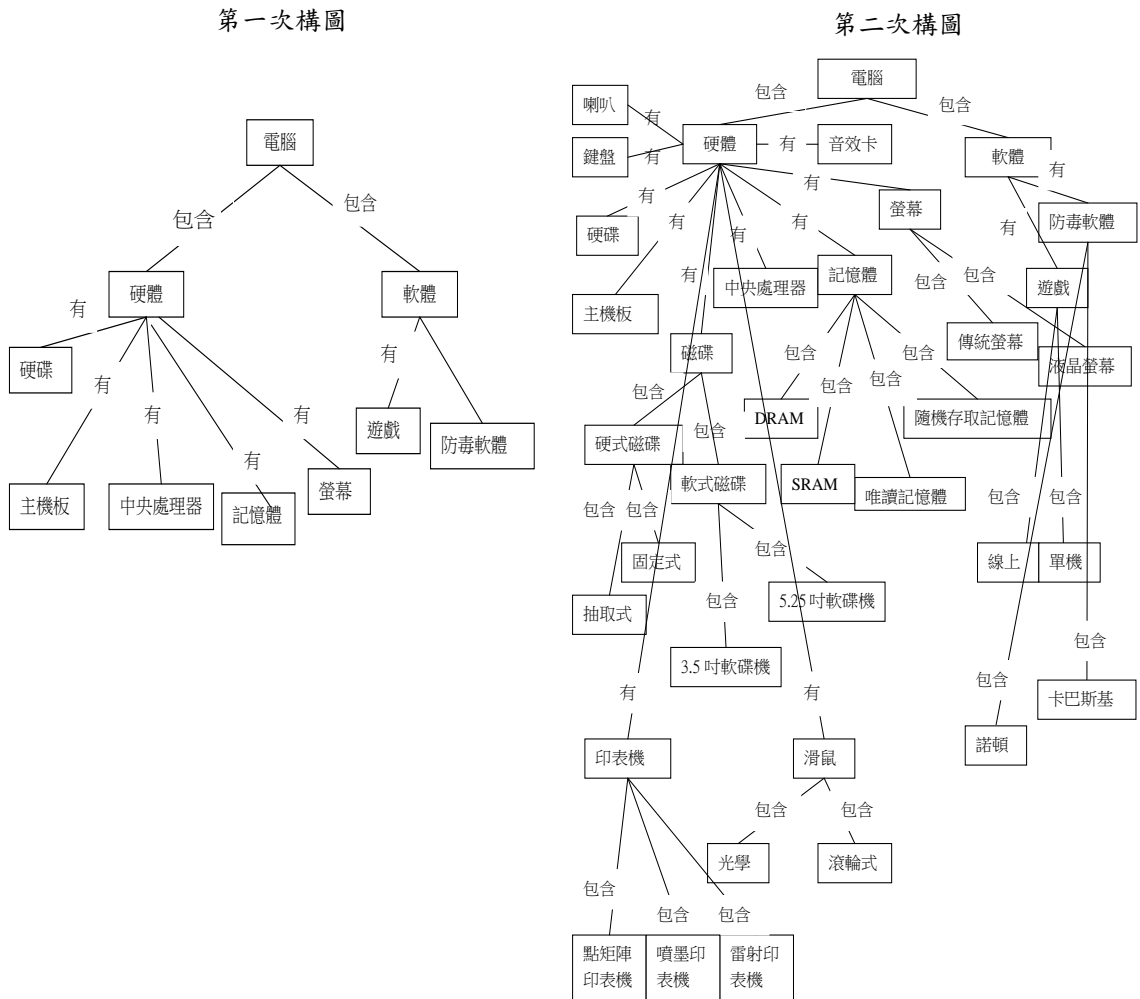 第一次構圖
電腦
包含
包含
硬體
軟體
有
硬碟
有
有
有
有
有
有
遊戲
防毒軟體
主機板
中央處理器
記憶體
螢幕
第二次構圖
電腦
包含
包含
喇叭
有
鍵盤
有
硬體
有
音效卡
軟體
有
有
有
有
有
有
有
有
有
硬碟
螢幕
防毒軟體
主機板
中央處理器
記憶體
包含
包含
遊戲
磁碟
傳統螢幕
液晶螢幕
包含
包含
包含
包含
包含
包含
DRAM
隨機存取記憶體
硬式磁碟
軟式磁碟
SRAM
唯讀記憶體
包含
包含
包含
包含
包含
包含
固定式
線上
單機
抽取式
5.25 吋軟碟機
3.5 吋軟碟機
包含
包含
卡巴斯基
諾頓
有
有
印表機
滑鼠
包含
包含
光學
滾輪式
包含
包含
包含
點矩陣
印表機
噴墨印
表機
雷射印
表機